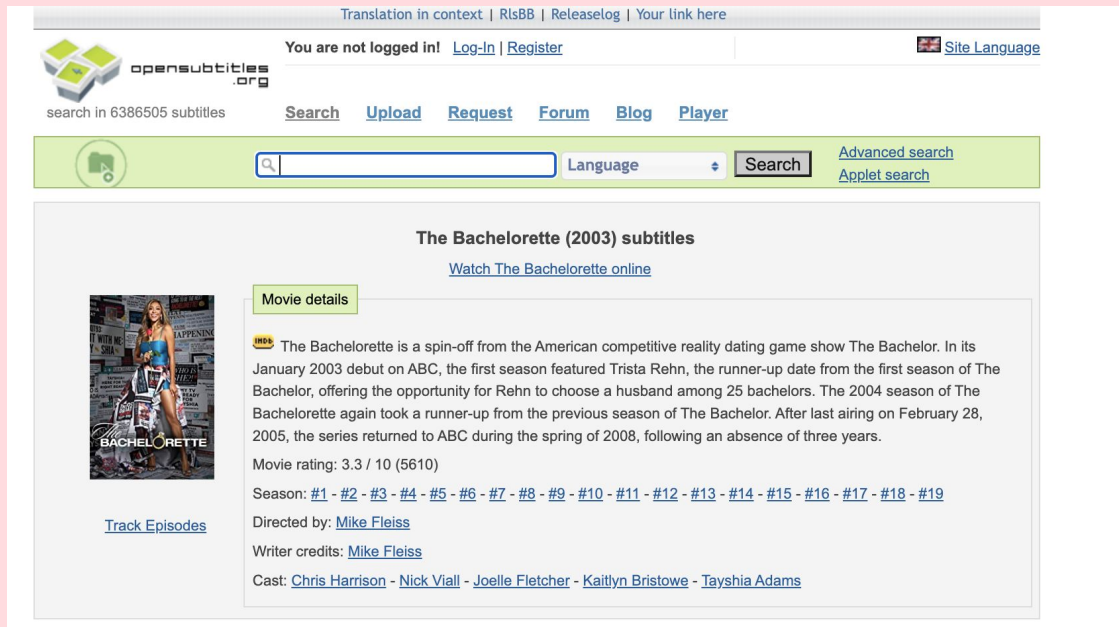 Translation in context | RlsBB | Releaselog | Your link here
You are not logged in! Log-In | Register
Site Language
opensubtitles
.org
search in 6386505 subtitles
Search Upload Request Forum Blog Player
Language
Search
Advanced search
Applet search
The Bachelorette (2003) subtitles
Watch The Bachelorette online
Movie details
IMDb The Bachelorette is a spin-off from the American competitive reality dating game show The Bachelor. In its
January 2003 debut on ABC, the first season featured Trista Rehn, the runner-up date from the first season of The
Bachelor, offering the opportunity for Rehn to choose a husband among 25 bachelors. The 2004 season of The
Bachelorette again took a runner-up from the previous season of The Bachelor. After last airing on February 28,
2005, the series returned to ABC during the spring of 2008, following an absence of three years.
Movie rating: 3.3 / 10 (5610)
Season: #1 - #2 - #3 - #4 - #5 - #6 - #7 - #8 - #9 - #10 - #11 - #12 - #13 - #14 - #15 - #16 - #17 - #18 - #19
Directed by: Mike Fleiss
Writer credits: Mike Fleiss
Cast: Chris Harrison - Nick Viall - Joelle Fletcher - Kaitlyn Bristowe - Tayshia Adams
The
BACHELORETTE
Track Episodes